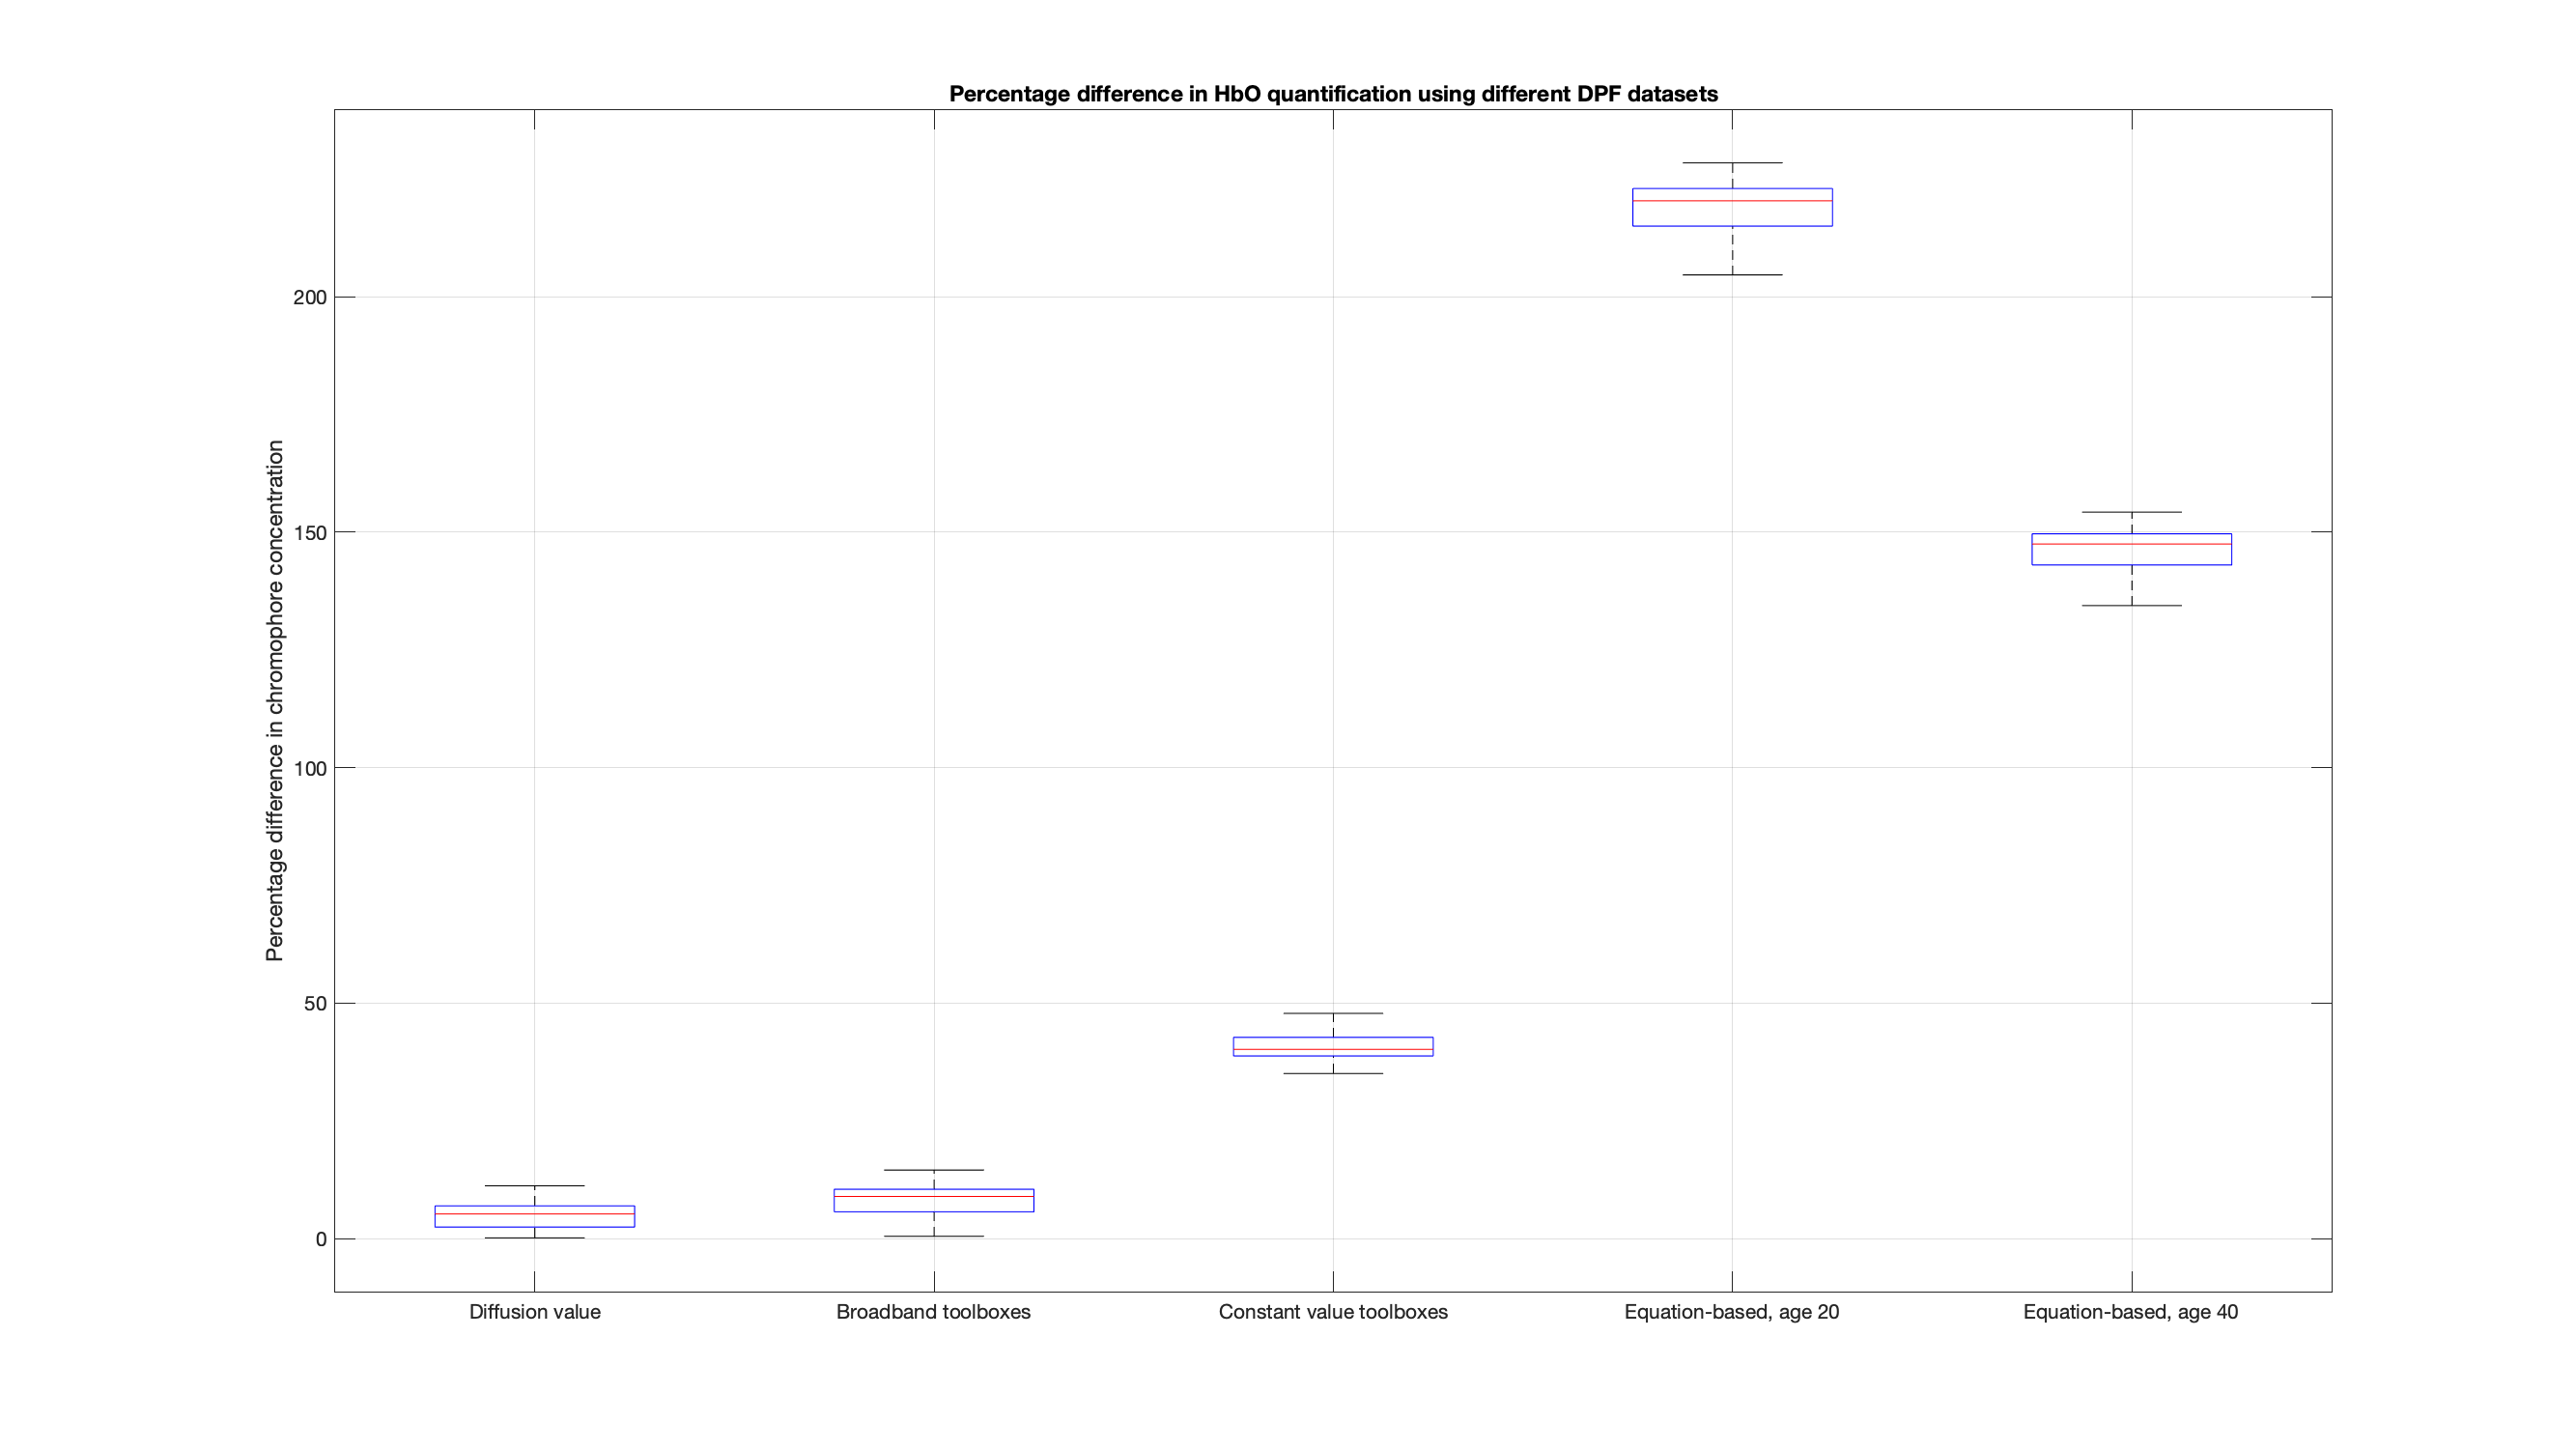 Percentage difference in HbO quantification using different DPF datasets
Percentage difference in chromophore concentration
200
150
100
50
0
Diffusion value
Broadband toolboxes
Constant value toolboxes
Equation-based, age 20
Equation-based, age 40